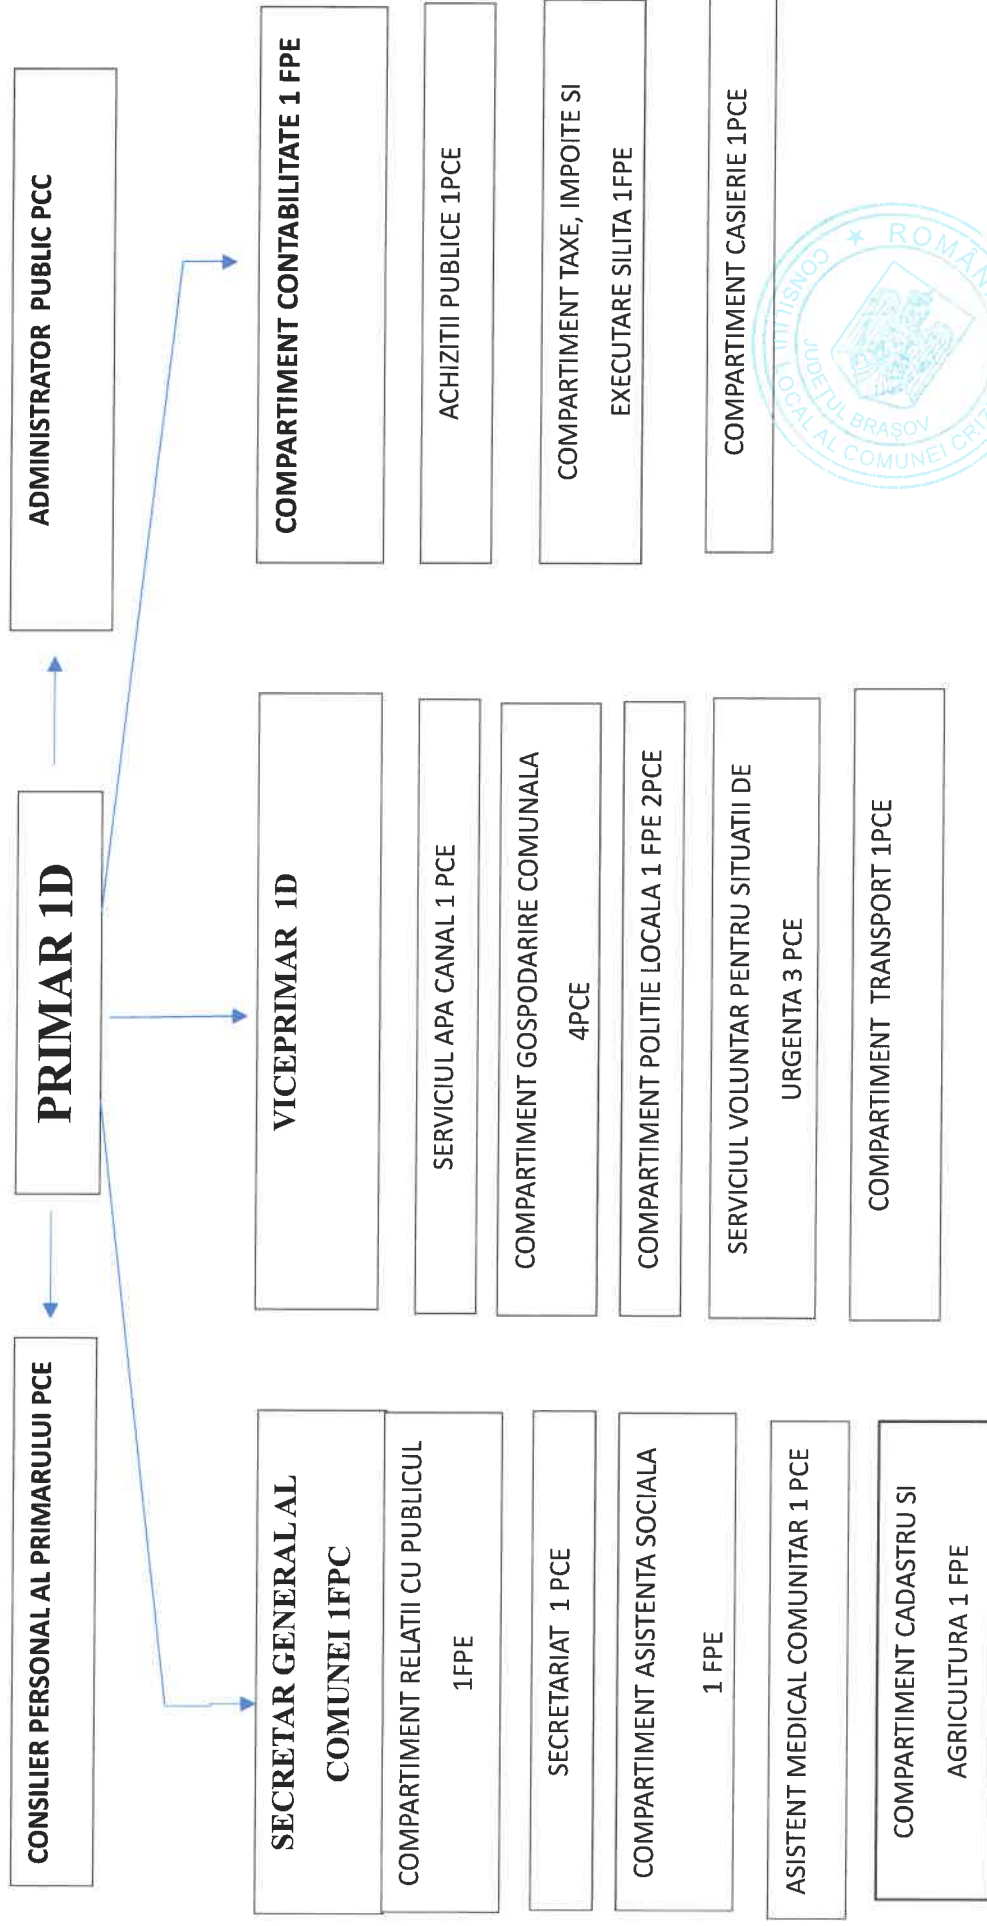 CONSILIER PERSONAL AL PRIMARULUI PCE
PRIMAR 1D
ADMINISTRATOR PUBLIC PCC
SECRETAR GENERAL AL
COMUNEI 1FPC
COMPARTIMENT RELATII CU PUBLICUL
1FPE
SECRETARIAT 1 PCE
COMPARTIMENT ASISTENTA SOCIALA
1 FPE
ASISTENT MEDICAL COMUNITAR 1 PCE
COMPARTIMENT CADASTRU SI
AGRICULTURA 1 FPE
VICEPRIMAR 1D
SERVICIUL APA CANAL 1 PCE
COMPARTIMENT GOSPODARIRE COMUNALA
4PCE
COMPARTIMENT POLITIE LOCALA 1 FPE 2PCE
SERVICIUL VOLUNTAR PENTRU SITUATII DE
URGENTA 3 PCE
COMPARTIMENT TRANSPORT 1PCE
COMPARTIMENT CONTABILITATE 1 FPE
ACHIZITII PUBLICE 1PCE
COMPARTIMENT TAXE, IMPOITE SI
EXECUTARE SILITA 1FPE
COMPARTIMENT CASIERIE 1PCE
JUDEȚUL BRAȘOV
LOCAL AL COMUNEI